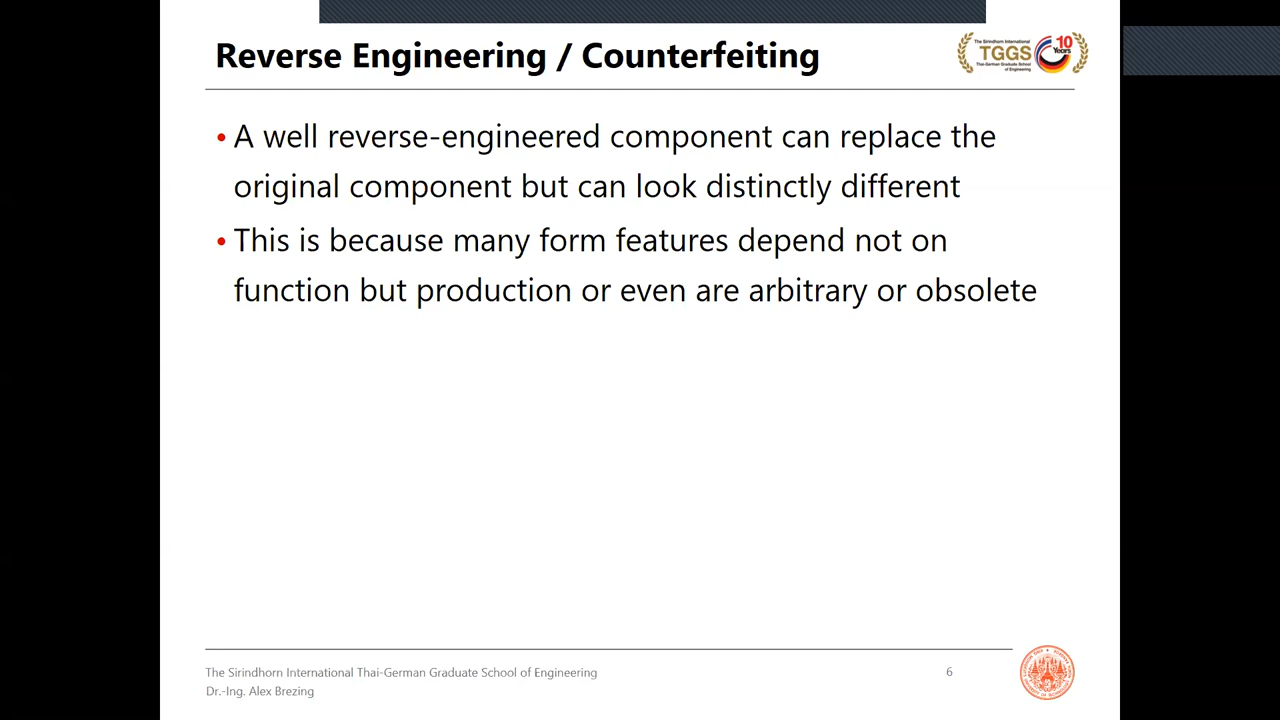 Reverse Engineering / Counterfeiting
The Sirindhorn International
TGGS
Thai-German Graduate School
of Engineering
10
Years
• A well reverse-engineered component can replace the
original component but can look distinctly different
• This is because many form features depend not on
function but production or even are arbitrary or obsolete
The Sirindhorn International Thai-German Graduate School of Engineering
6
Dr.-Ing. Alex Brezing